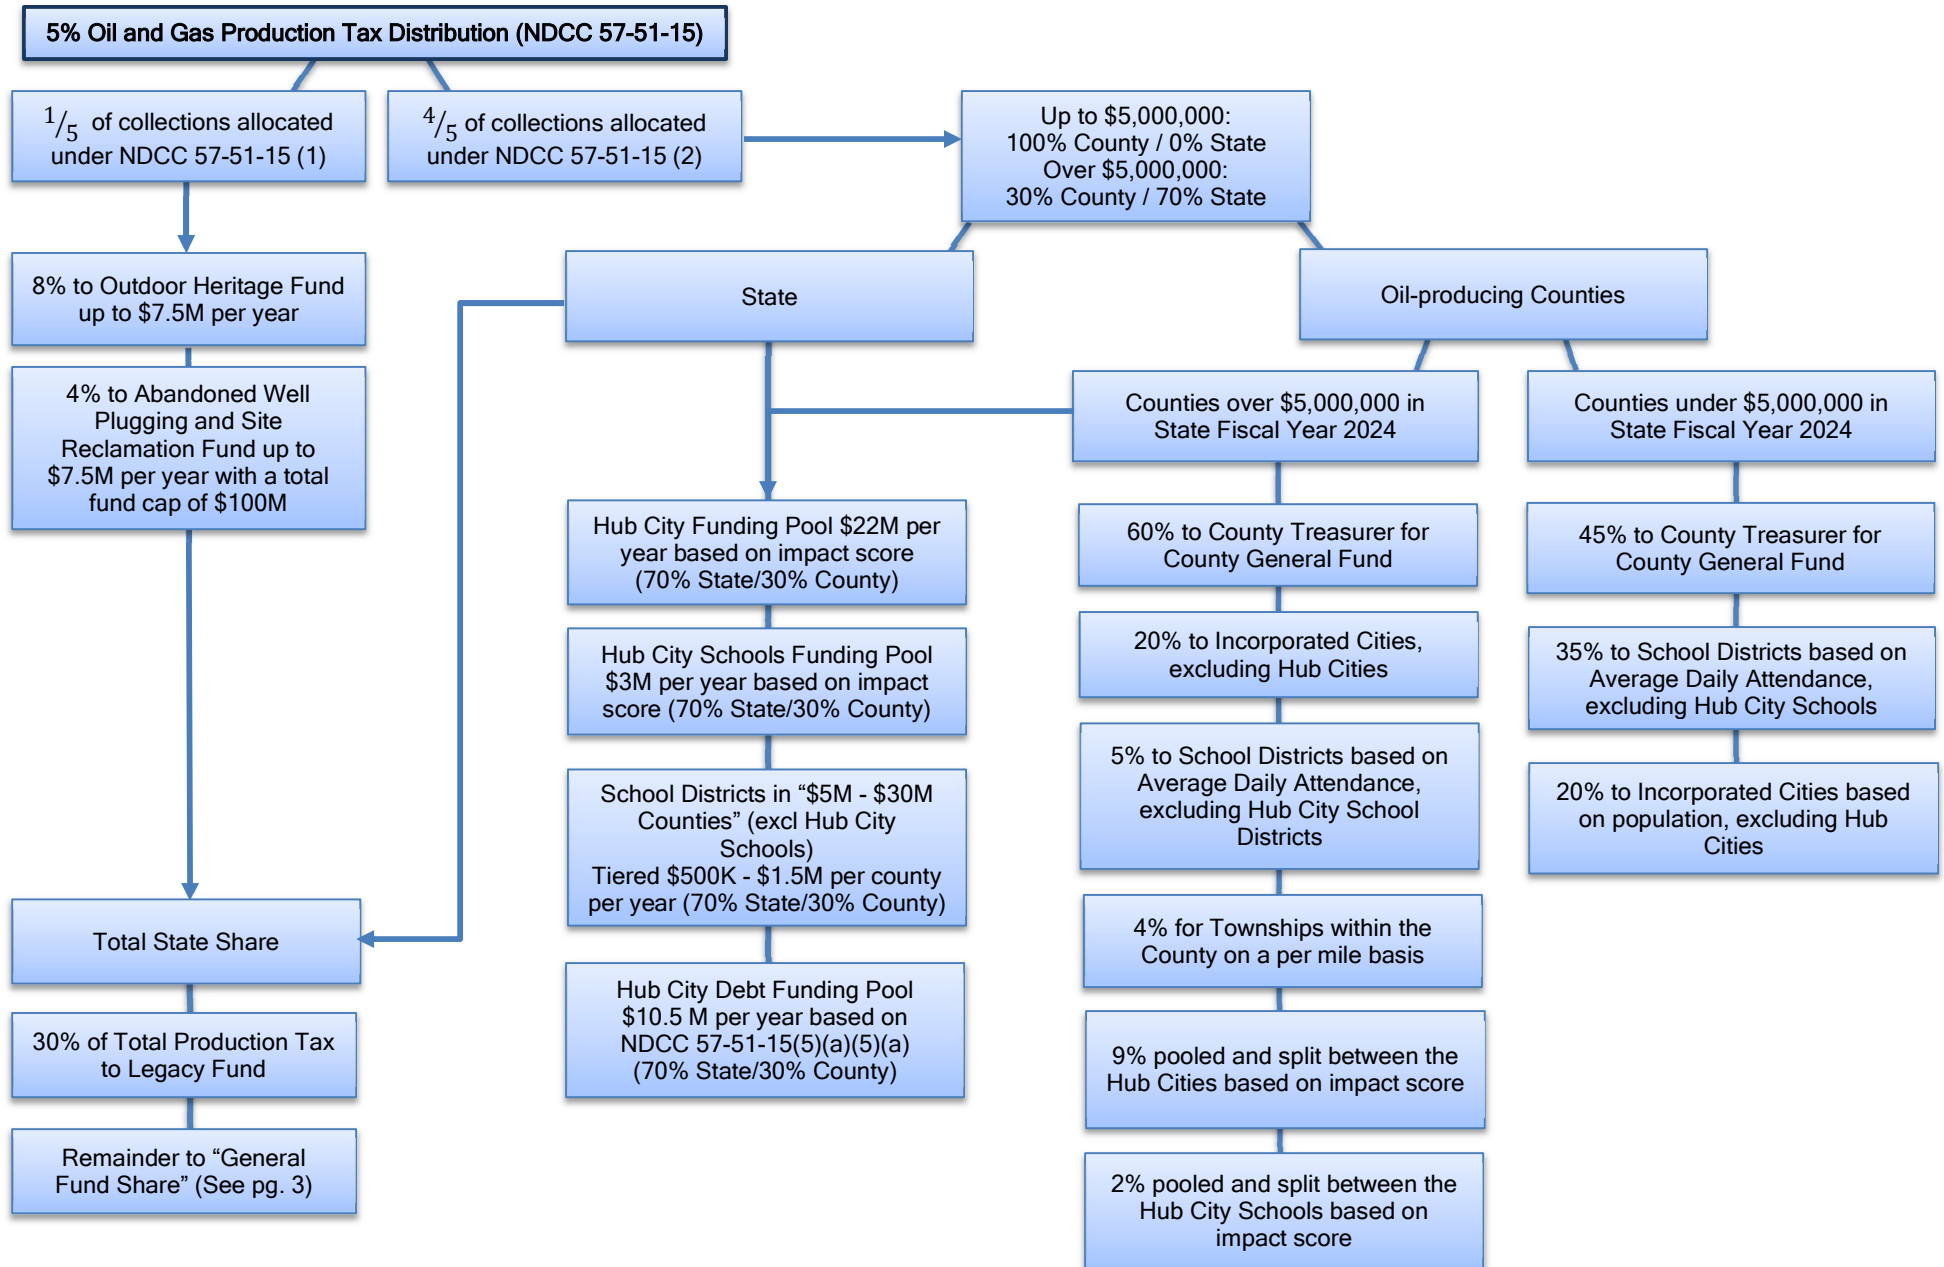 5% Oil and Gas Production Tax Distribution (NDCC 57-51-15)
1/5 of collections allocated
under NDCC 57-51-15 (1)
4/5 of collections allocated
under NDCC 57-51-15 (2)
Up to $5,000,000:
100% County / 0% State
Over $5,000,000:
30% County / 70% State
8% to Outdoor Heritage Fund
up to $7.5M per year
4% to Abandoned Well
Plugging and Site
Reclamation Fund up to
$7.5M per year with a total
fund cap of $100M
Total State Share
30% of Total Production Tax
to Legacy Fund
Remainder to “General
Fund Share” (See pg. 3)
State
Hub City Funding Pool $22M per
year based on impact score
(70% State/30% County)
Hub City Schools Funding Pool
$3M per year based on impact
score (70% State/30% County)
School Districts in “$5M - $30M
Counties” (excl Hub City
Schools)
Tiered $500K - $1.5M per county
per year (70% State/30% County)
Hub City Debt Funding Pool
$10.5 M per year based on
NDCC 57-51-15(5)(a)(5)(a)
(70% State/30% County)
Oil-producing Counties
Counties over $5,000,000 in
State Fiscal Year 2024
60% to County Treasurer for
County General Fund
20% to Incorporated Cities,
excluding Hub Cities
5% to School Districts based on
Average Daily Attendance,
excluding Hub City School
Districts
4% for Townships within the
County on a per mile basis
9% pooled and split between the
Hub Cities based on impact score
2% pooled and split between the
Hub City Schools based on
impact score
Counties under $5,000,000 in
State Fiscal Year 2024
45% to County Treasurer for
County General Fund
35% to School Districts based on
Average Daily Attendance,
excluding Hub City Schools
20% to Incorporated Cities based
on population, excluding Hub
Cities